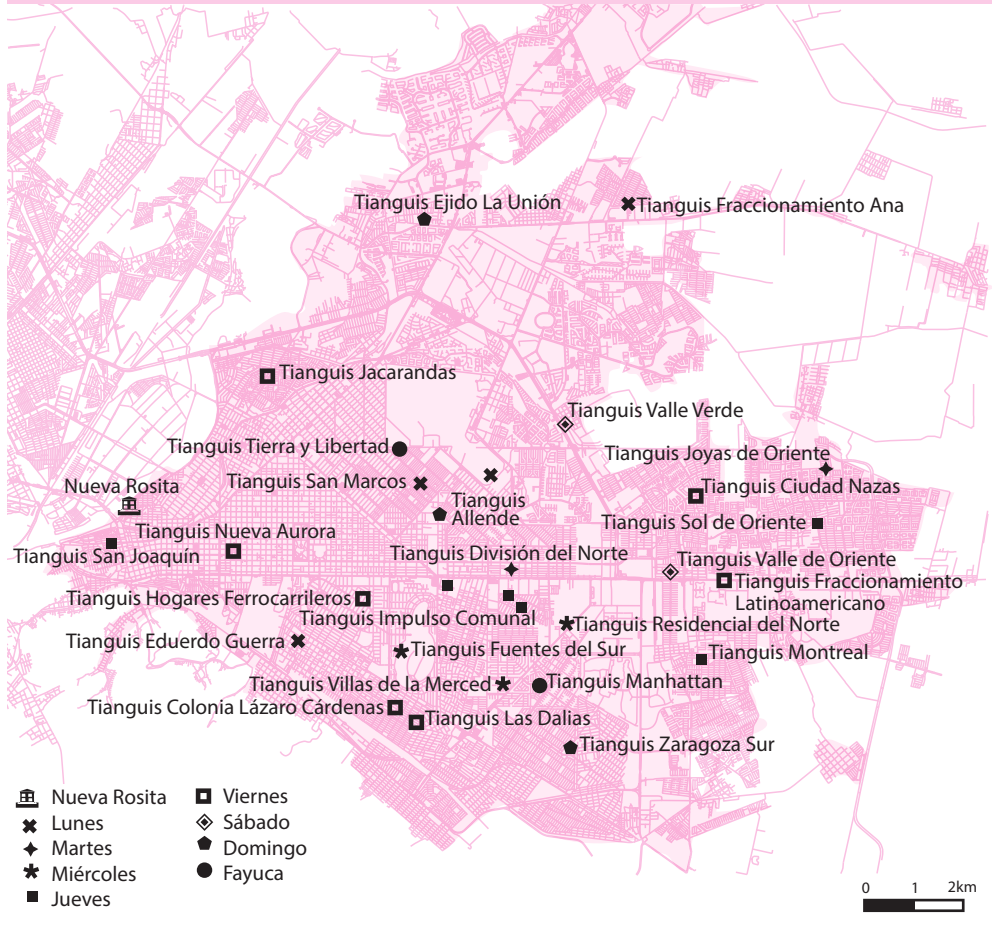 Tianguis Ejido La Unión
Tianguis Fraccionamiento Ana
Tianguis Jacarandas
Tianguis Valle Verde
Tianguis Tierra y Libertad
Tianguis Joyas de Oriente
Tianguis San Marcos
Nueva Rosita
Tianguis Ciudad Nazas
Tianguis
Allende
Tianguis Sol de Oriente
Tianguis Nueva Aurora
Tianguis San Joaquín
Tianguis División del Norte
Tianguis Valle de Oriente
Tianguis Fraccionamiento
Latinoamericano
Tianguis Hogares Ferrocarrileros
Tianguis Impulso Comunal
Tianguis Residencial del Norte
Tianguis Eduerdo Guerra
Tianguis Fuentes del Sur
Tianguis Montreal
Tianguis Villas de la Merced
Tianguis Manhattan
Tianguis Colonia Lázaro Cárdenas
Tianguis Las Dalias
Tianguis Zaragoza Sur
Nueva Rosita
Lunes
Martes
Miércoles
Jueves
Viernes
Sábado
Domingo
Fayuca
0 1 2km